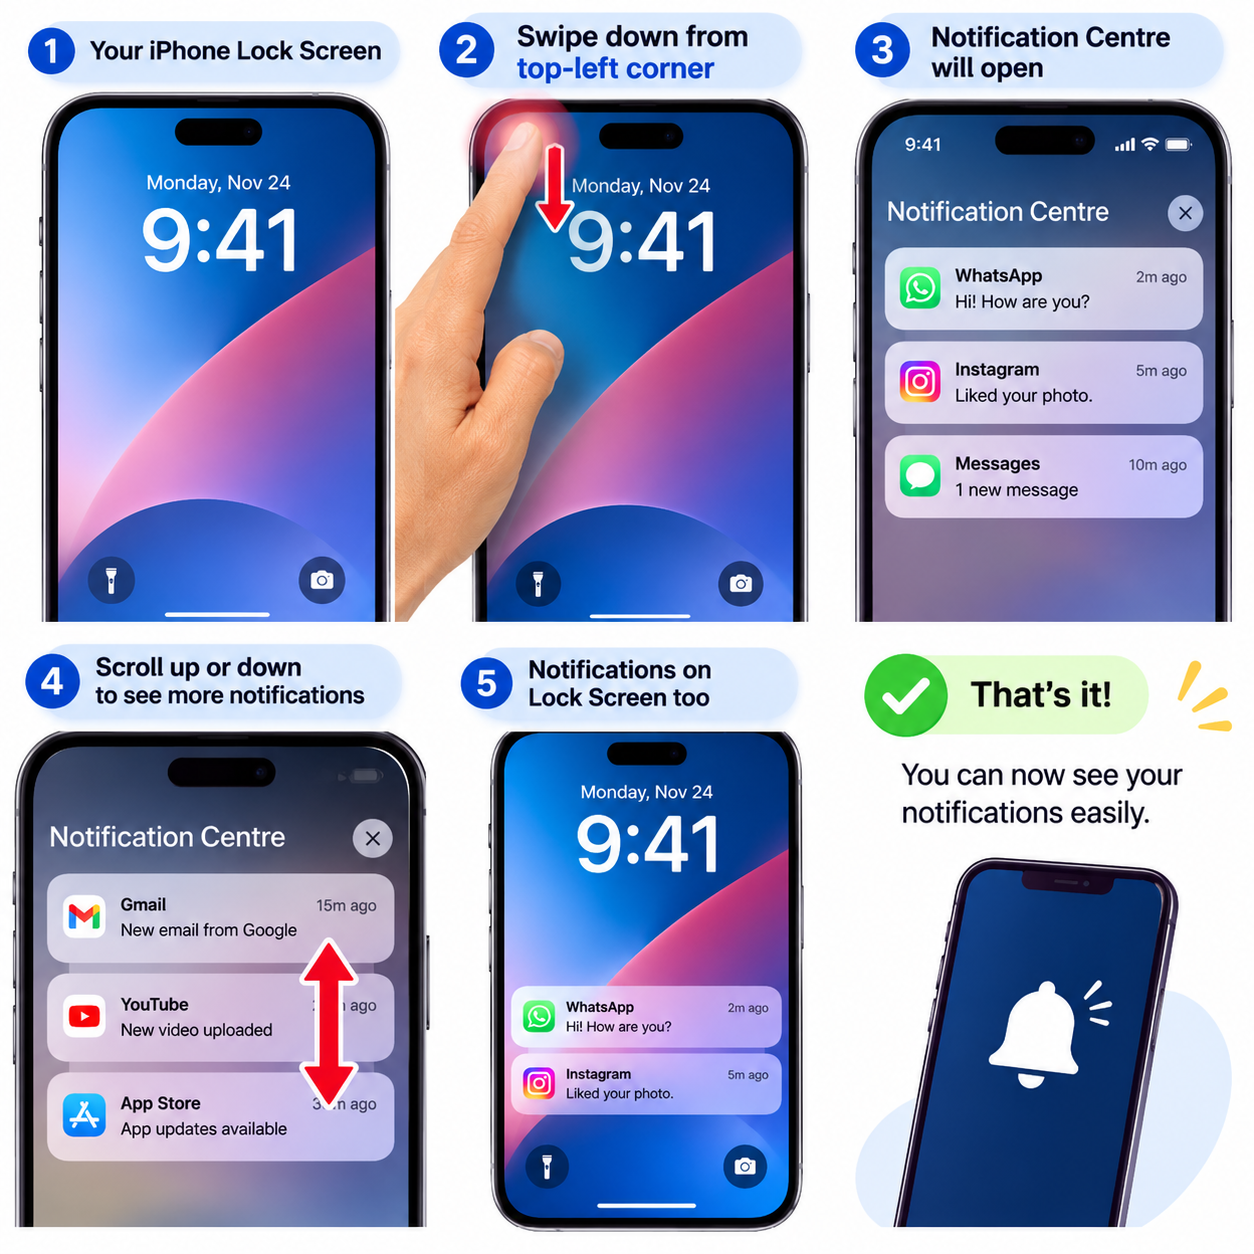 1 Your iPhone Lock Screen
Monday, Nov 24
9:41
2 Swipe down from
top-left corner
Monday, Nov 24
9:41
3 Notification Centre
will open
9:41
Notification Centre
WhatsApp 2m ago
Hi! How are you?
Instagram 5m ago
Liked your photo.
Messages 10m ago
1 new message
4 Scroll up or down
to see more notifications
Notification Centre
Gmail 15m ago
New email from Google
YouTube ago
New video uploaded
App Store ago
App updates available
5 Notifications on
Lock Screen too
Monday, Nov 24
9:41
WhatsApp 2m ago
Hi! How are you?
Instagram 5m ago
Liked your photo.
That's it!
You can now see your
notifications easily.